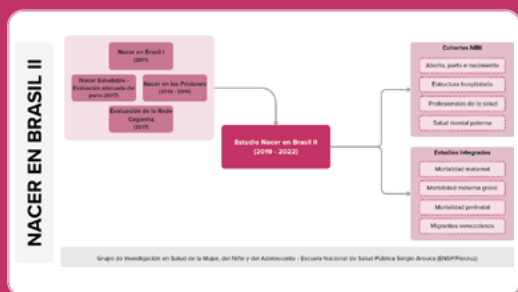 NACER EN BRASIL II
Nacer en Brasil I
(2011)
Nacer Saludable -
Evaluación adecuada del
parto (2017)
Nacer en las Prisiones
(2012 - 2014)
Evaluación de la Rede
Cegonha
(2017)
Estudio Nacer en Brasil II
(2019 - 2022)
Cohortes NBII
Aborto, parto e nacimiento
Estructura hospitalaria
Profesionales de la salud
Salud mental paterna
Estudios Integrados
Mortalidad maternal
Morbilidad materna grave
Mortalidad perinatal
Migrantes venezolanos
Grupo de Investigación en Salud de la Mujer, del Niño y del Adolescente - Escuela Nacional de Salud Pública Sergio Arouca (ENSP/Fiocruz)